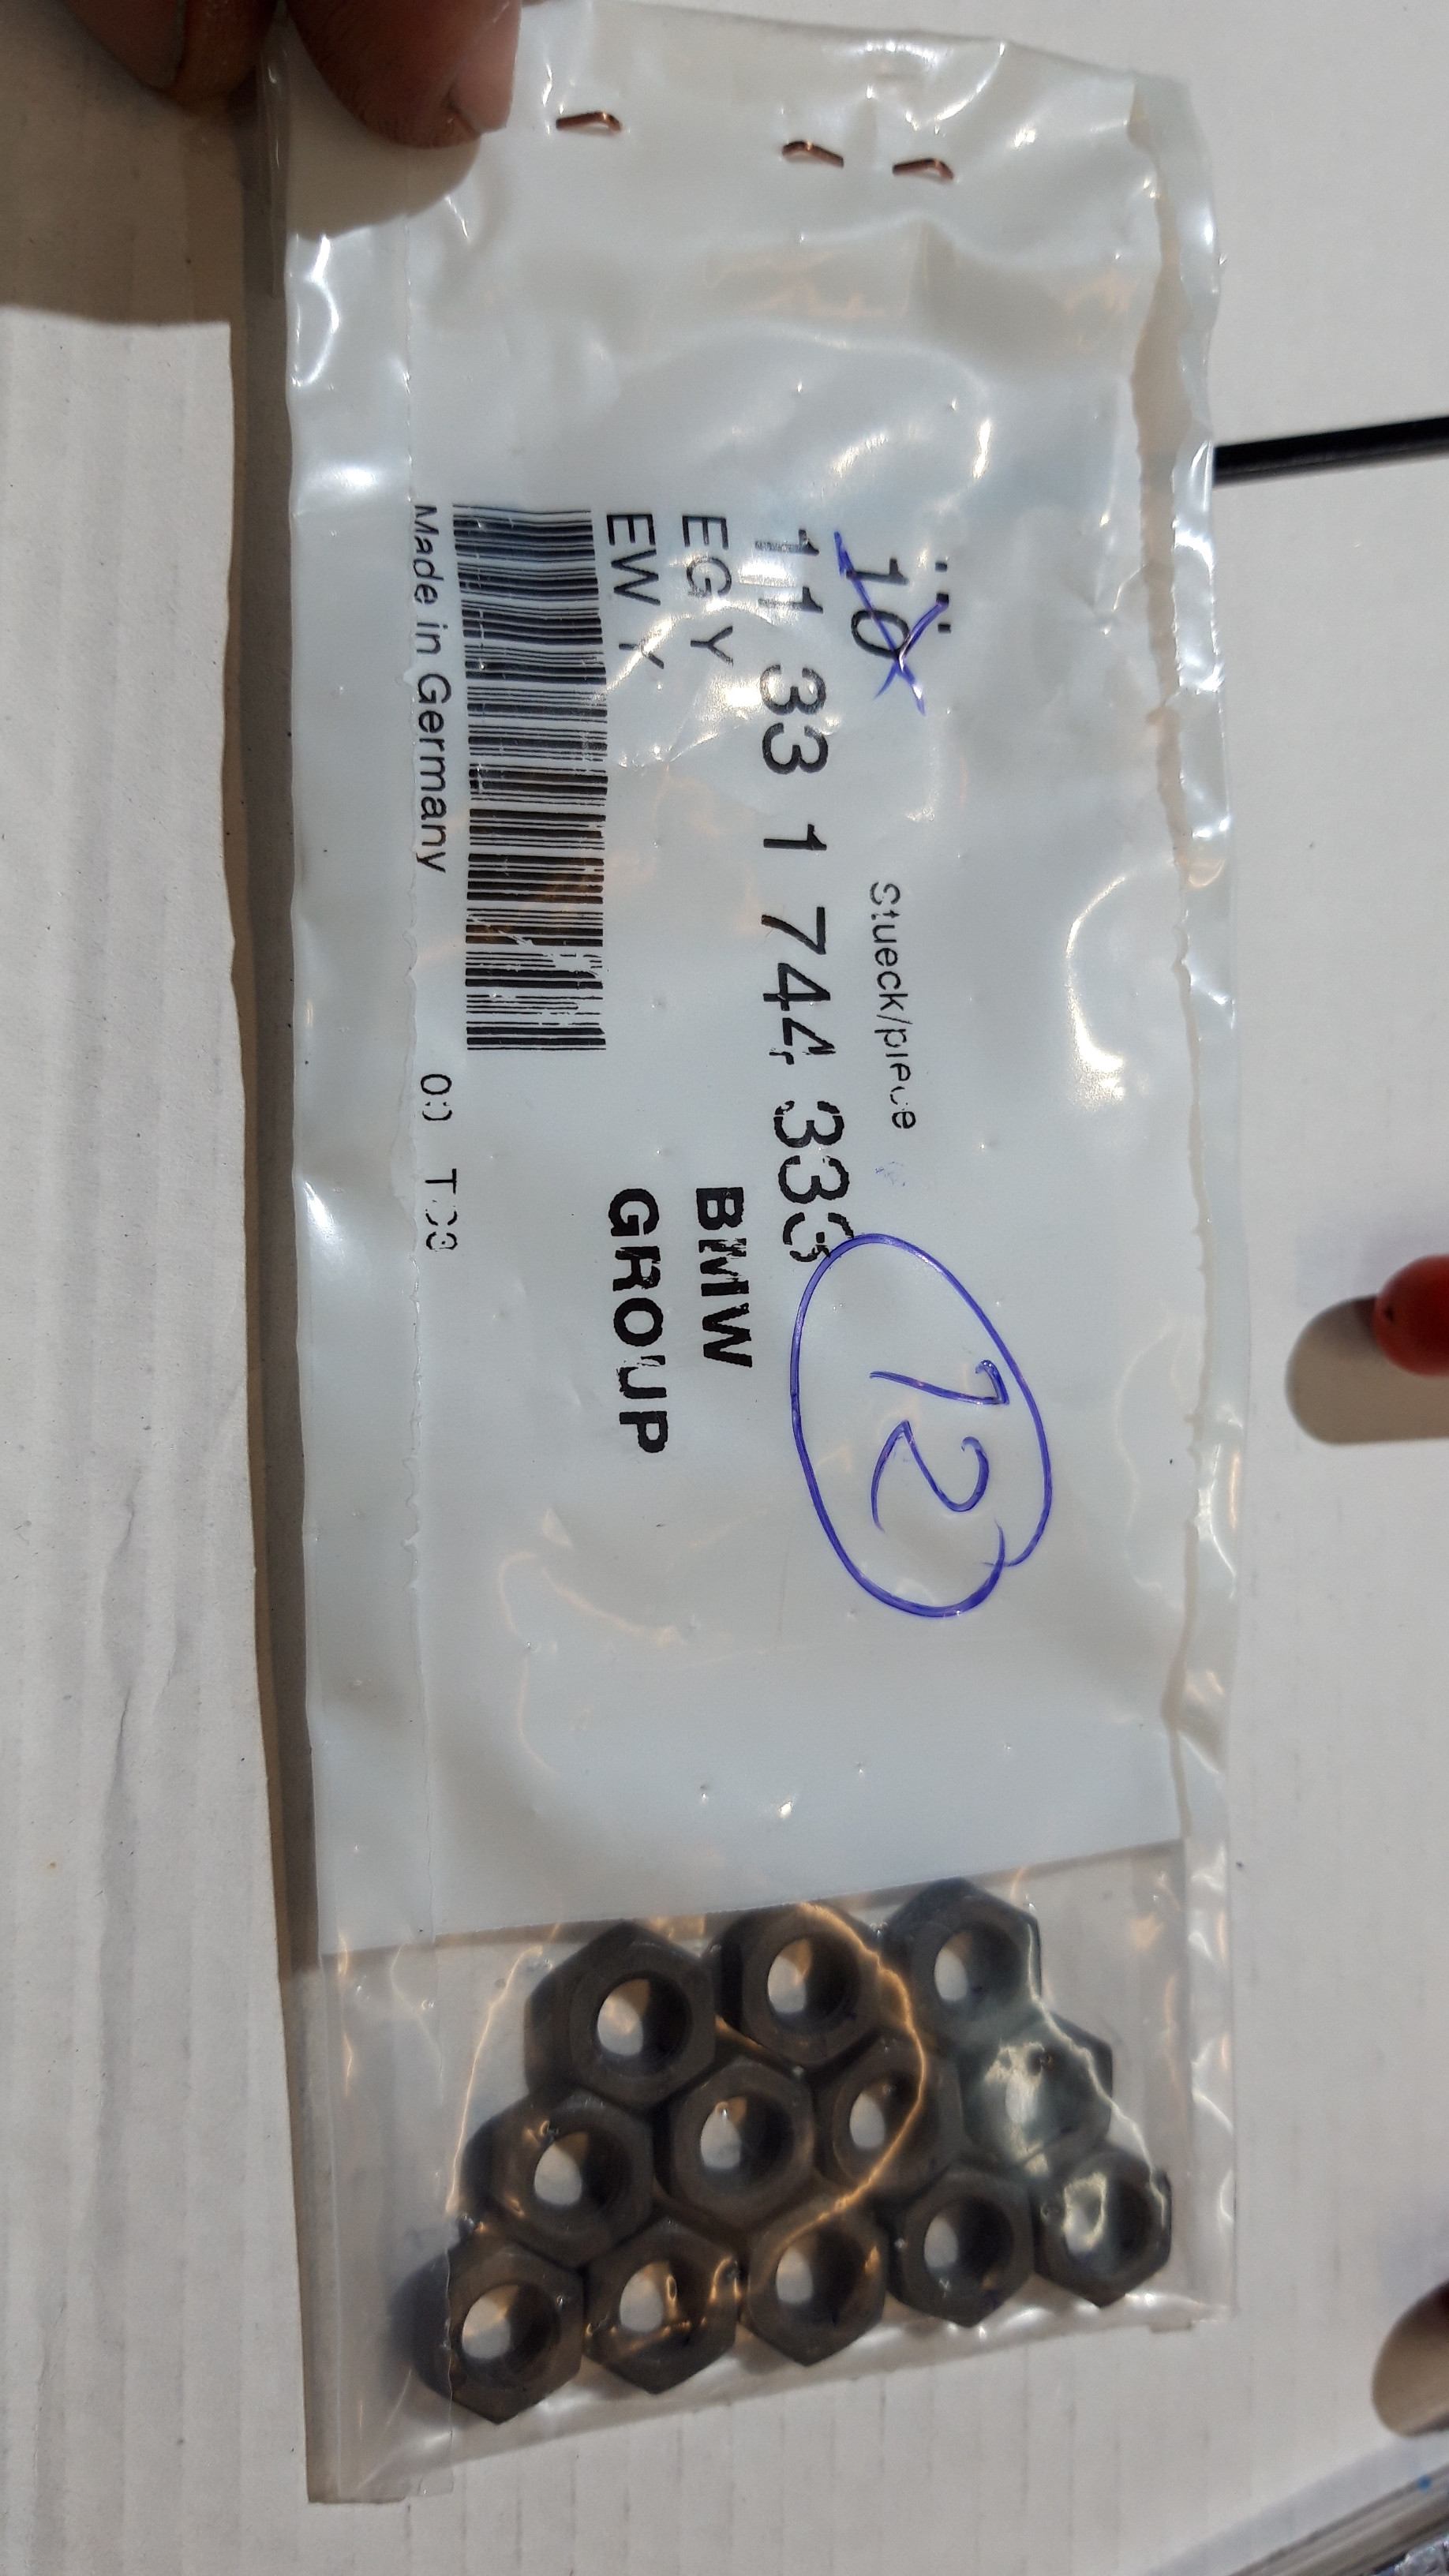 10 Stueck/piece
12
11 33 1 744 333
EG Y
EW Y
BMW
GROUP
Made in Germany